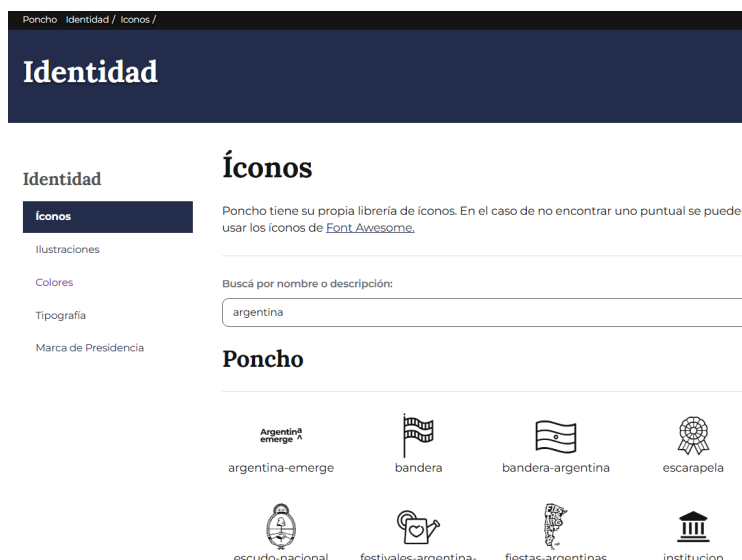 Poncho Identidad / Iconos /
Identidad
Identidad
Íconos
Ilustraciones
Colores
Tipografía
Marca de Presidencia
Íconos
Poncho tiene su propia librería de íconos. En el caso de no encontrar uno puntual se puede
usar los íconos de Font Awesome.
Buscá por nombre o descripción:
argentina
Poncho
Argentina
emerge
argentina-emerge
bandera
bandera-argentina
escarapela
escudo-nacional
festivales-argentina-
fiestas-argentinas
institucion